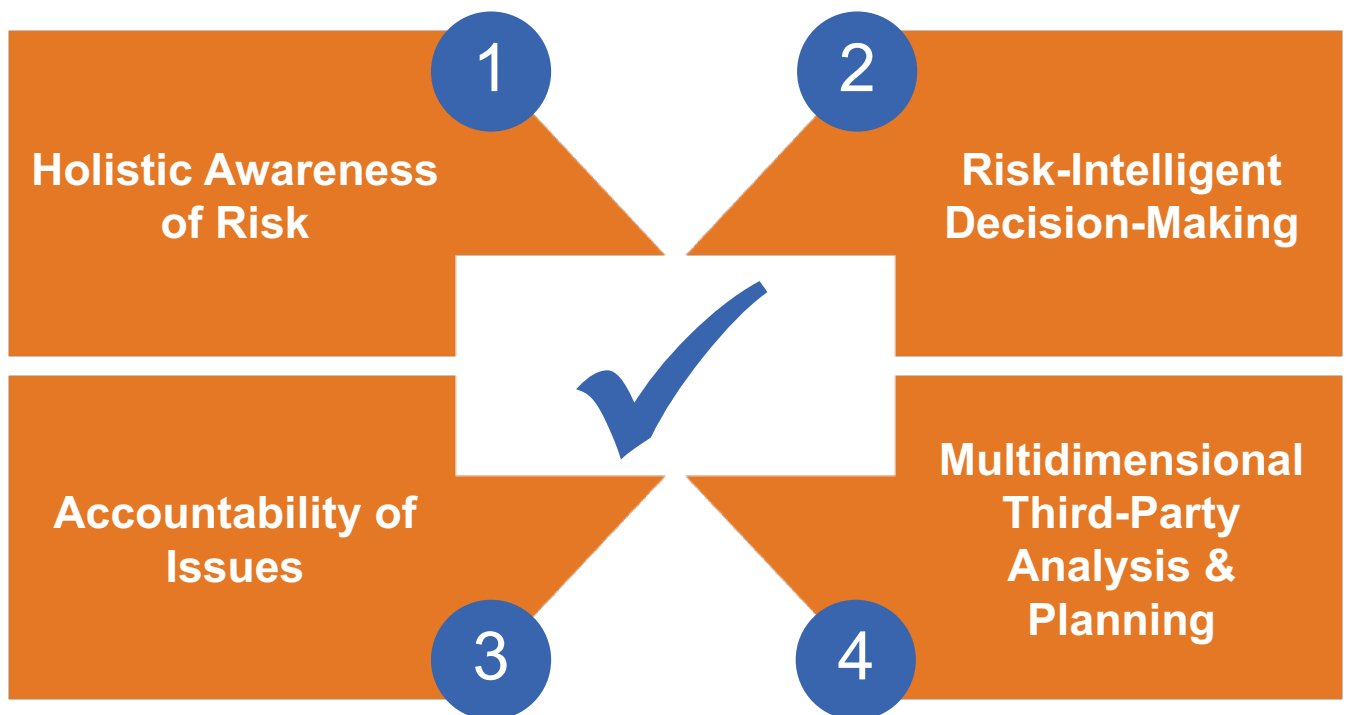 1
Holistic Awareness
of Risk
2
Risk-Intelligent
Decision-Making
3
Accountability of
Issues
4
Multidimensional
Third-Party
Analysis &
Planning